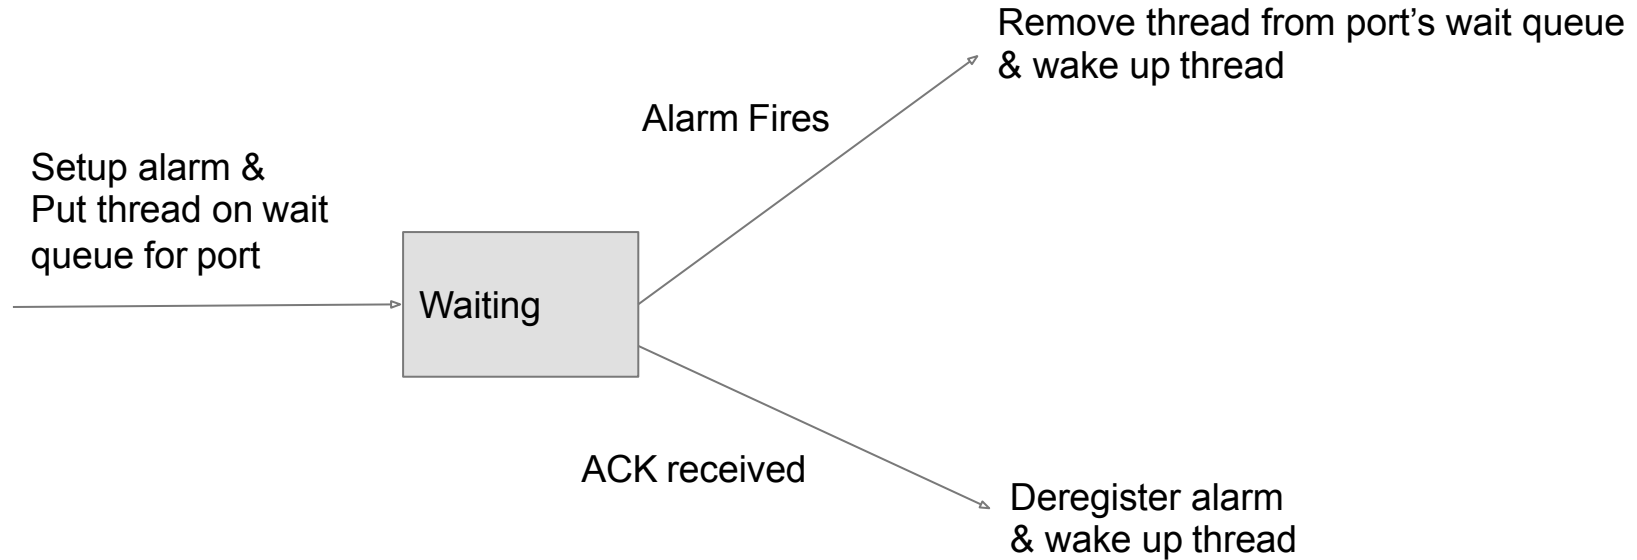 Remove thread from port’s wait queue
& wake up thread
Alarm Fires
Setup alarm &
Put thread on wait
queue for port
Waiting
ACK received
Deregister alarm
& wake up thread